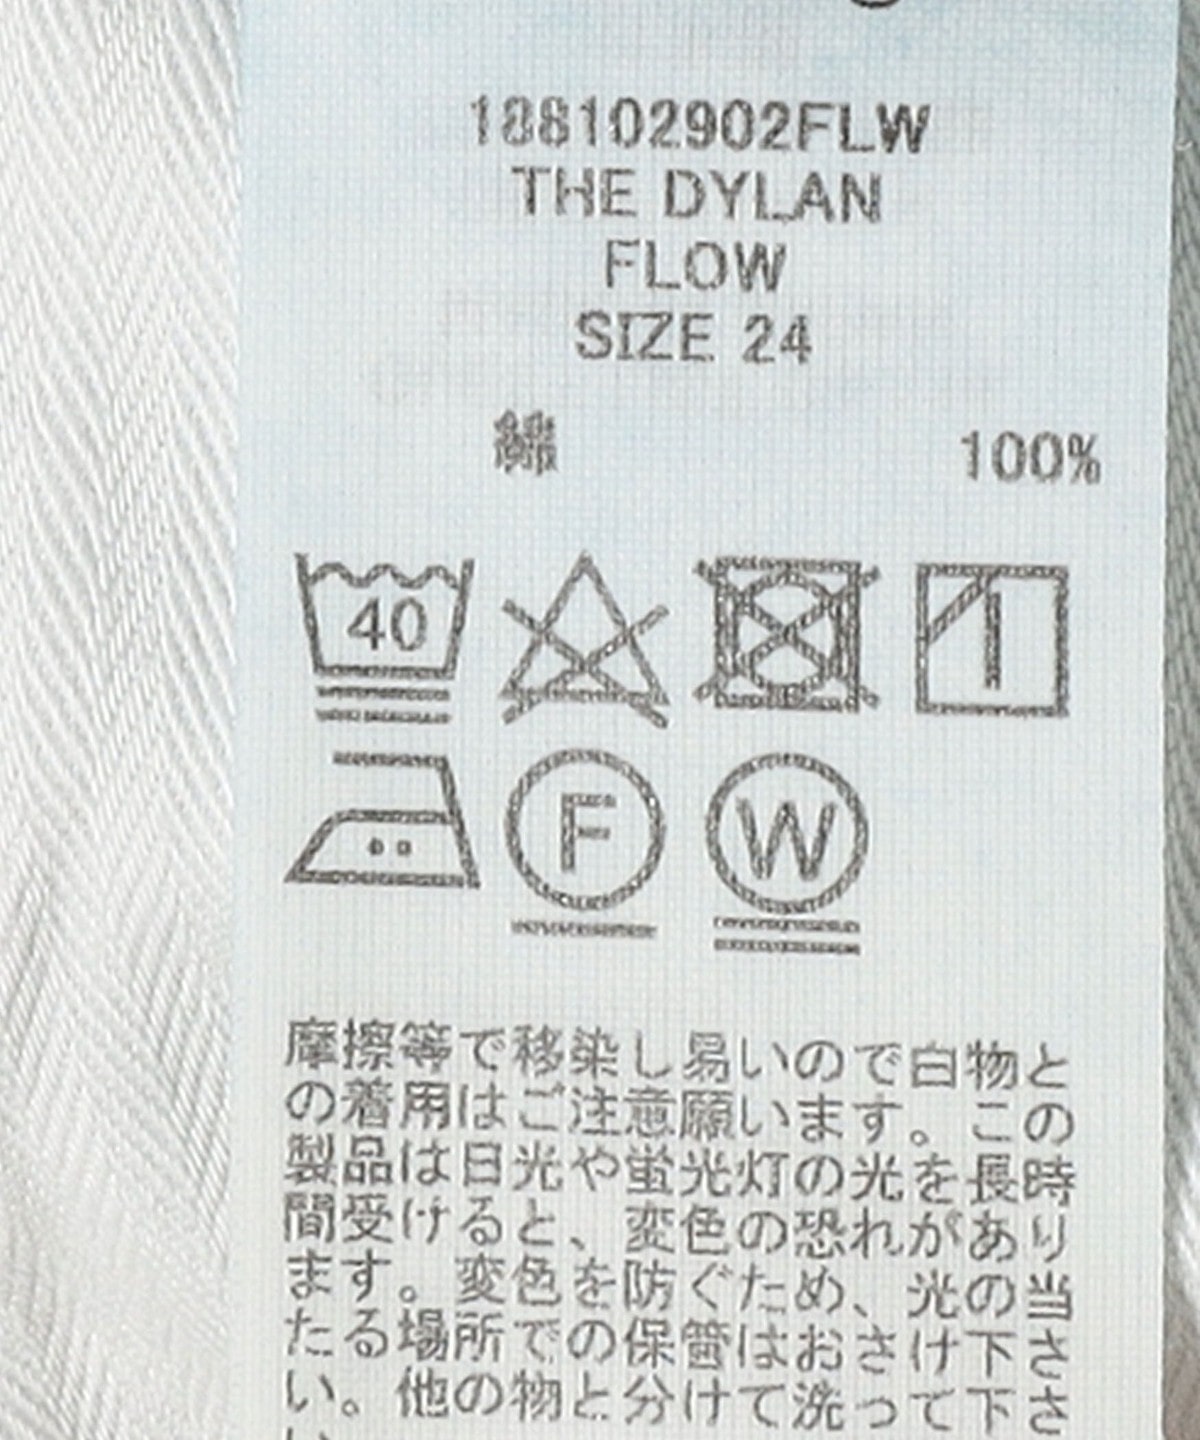 188102902FLW
THE DYLAN
FLOW
SIZE 24
綿 100%
40
F
W
摩擦等で移染し易いので白物と
の着用はご注意願います。この
製品は日光や蛍光灯の光を長時
間受けると、変色の恐れがあり
ます。変色を防ぐため、光の当
たる場所での保管はおさけ下さ
い。他の物と分けて洗って下さ